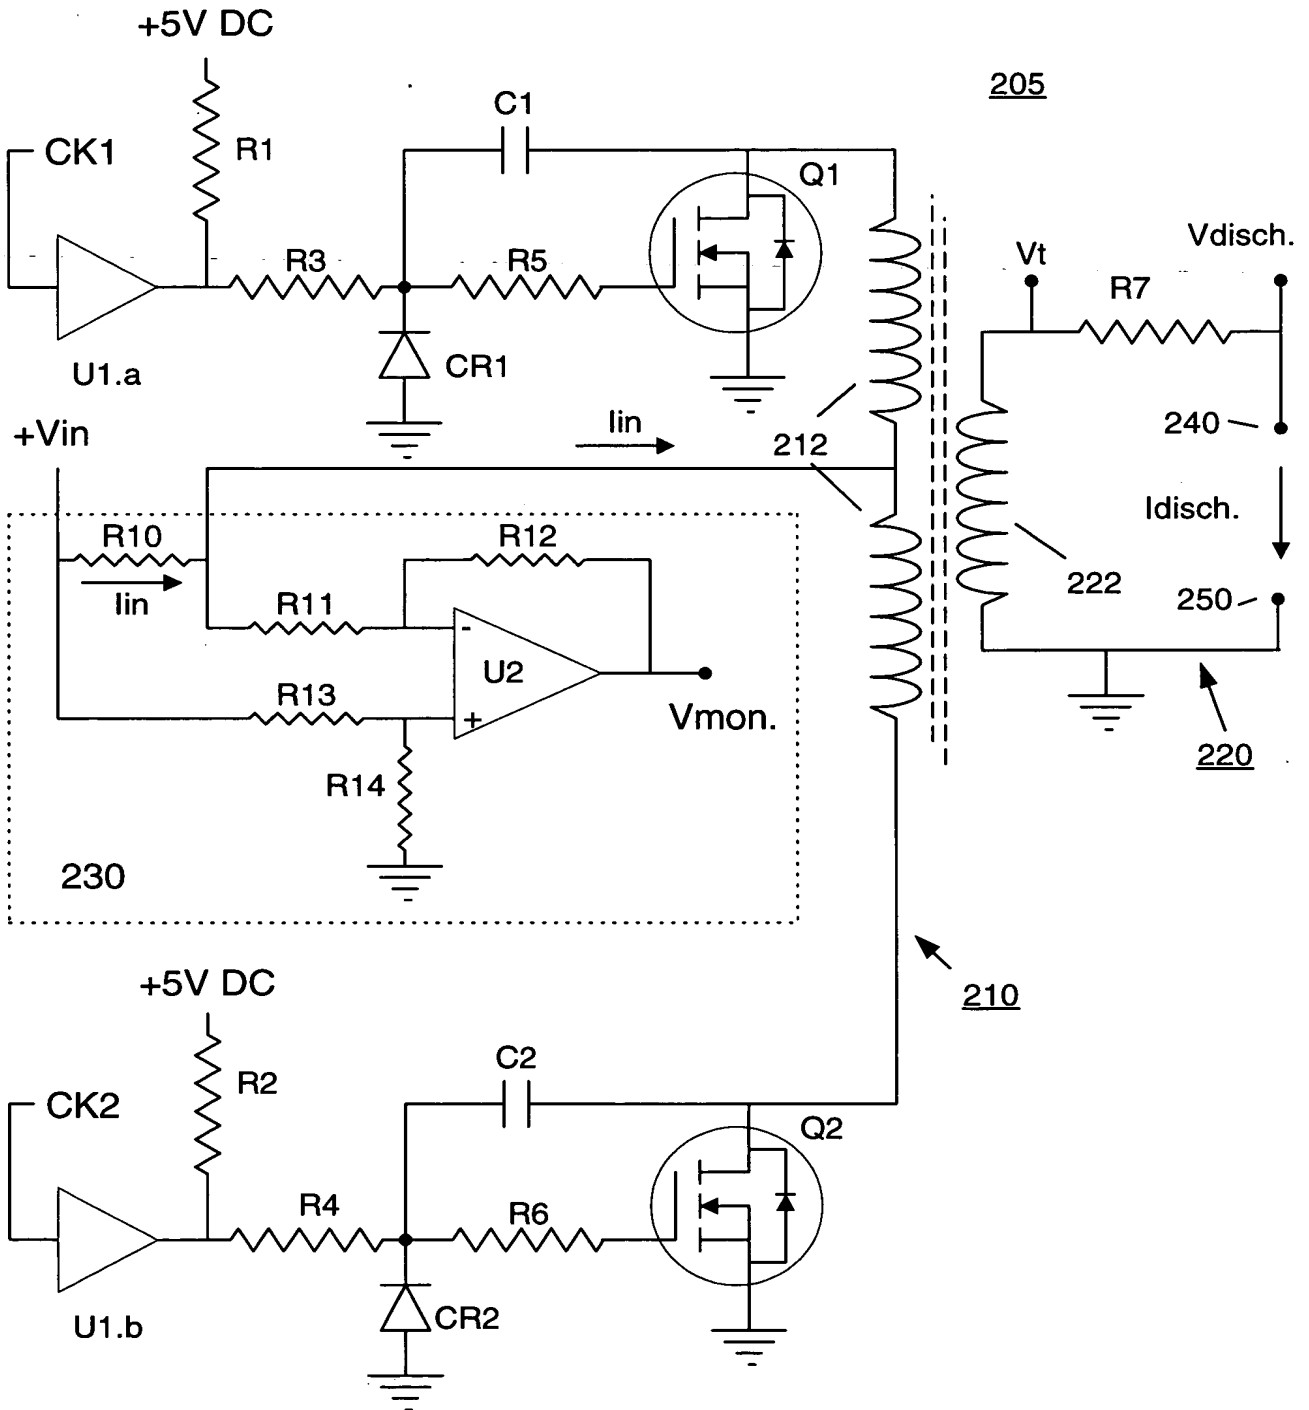 +5V DC
205
C1
CK1
R1
Q1
Vdisch.
Vt
R3
R5
R7
U1.a
CR1
+Vin
Iin
212
240
Idisch.
R10
R12
Iin
R11
222
250
-
U2
R13
+
Vmon.
220
R14
230
+5V DC
210
C2
R2
CK2
Q2
R4
R6
U1.b
CR2